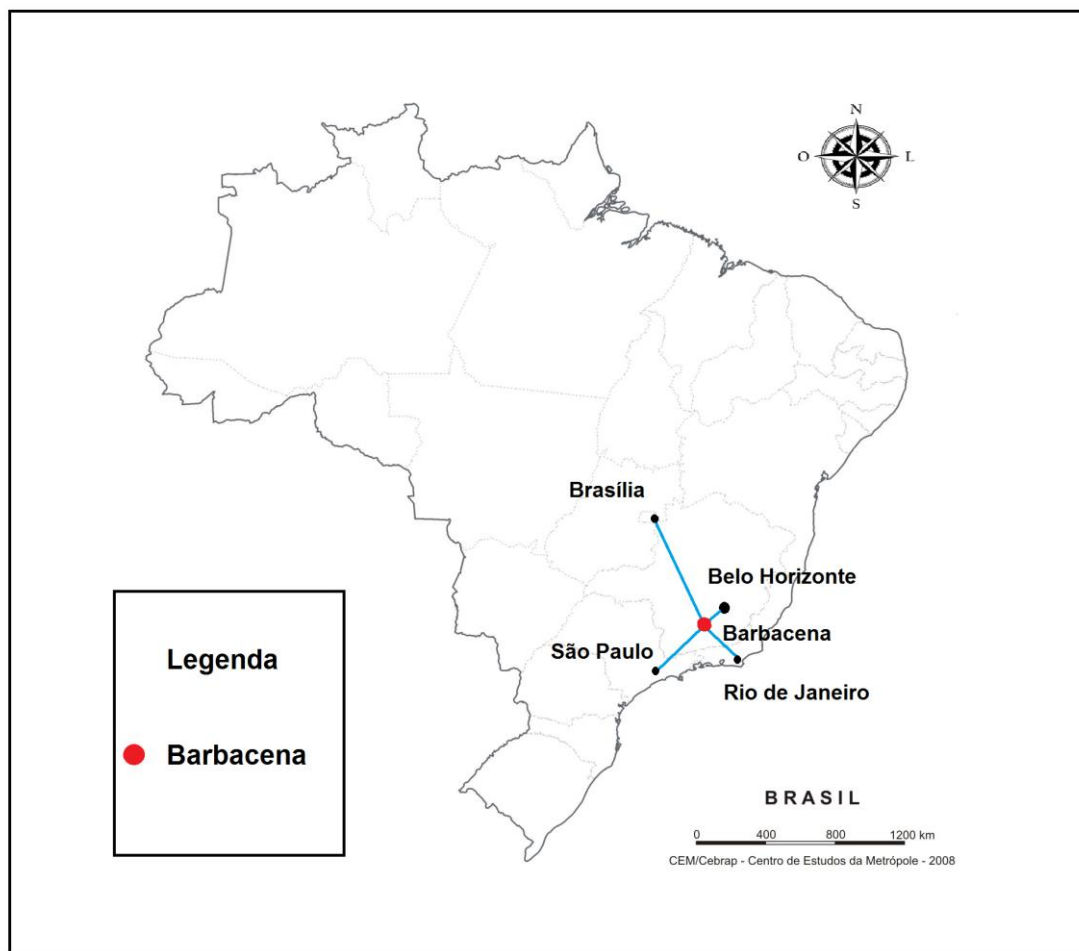 N
O
L
S
Brasília
Belo Horizonte
Barbacena
São Paulo
Rio de Janeiro
Legenda
Barbacena
BRASIL
0 400 800 1200 km
CEM/Cebrap - Centro de Estudos da Metrópole - 2008